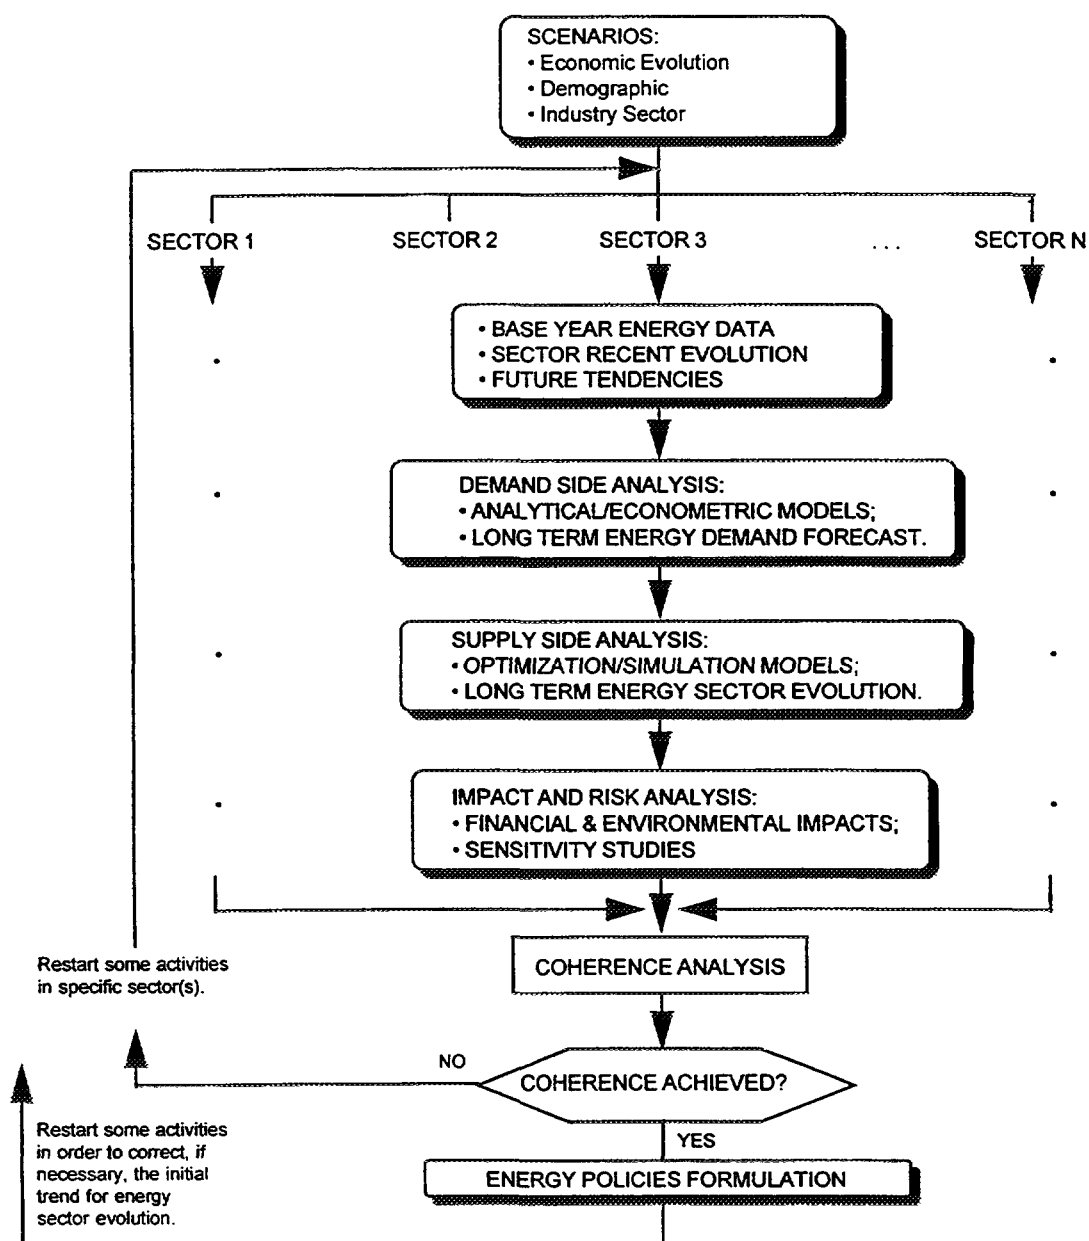 SCENARIOS:
• Economic Evolution
• Demographic
• Industry Sector
SECTOR 1 SECTOR 2 SECTOR 3 ... SECTOR N
• BASE YEAR ENERGY DATA
• SECTOR RECENT EVOLUTION
• FUTURE TENDENCIES
DEMAND SIDE ANALYSIS:
• ANALYTICAL/ECONOMETRIC MODELS;
• LONG TERM ENERGY DEMAND FORECAST.
SUPPLY SIDE ANALYSIS:
• OPTIMIZATION/SIMULATION MODELS;
• LONG TERM ENERGY SECTOR EVOLUTION.
IMPACT AND RISK ANALYSIS:
• FINANCIAL & ENVIRONMENTAL IMPACTS;
• SENSITIVITY STUDIES
COHERENCE ANALYSIS
Restart some activities
in specific sector(s).
NO
COHERENCE ACHIEVED?
YES
Restart some activities
in order to correct, if
necessary, the initial
trend for energy
sector evolution.
ENERGY POLICIES FORMULATION